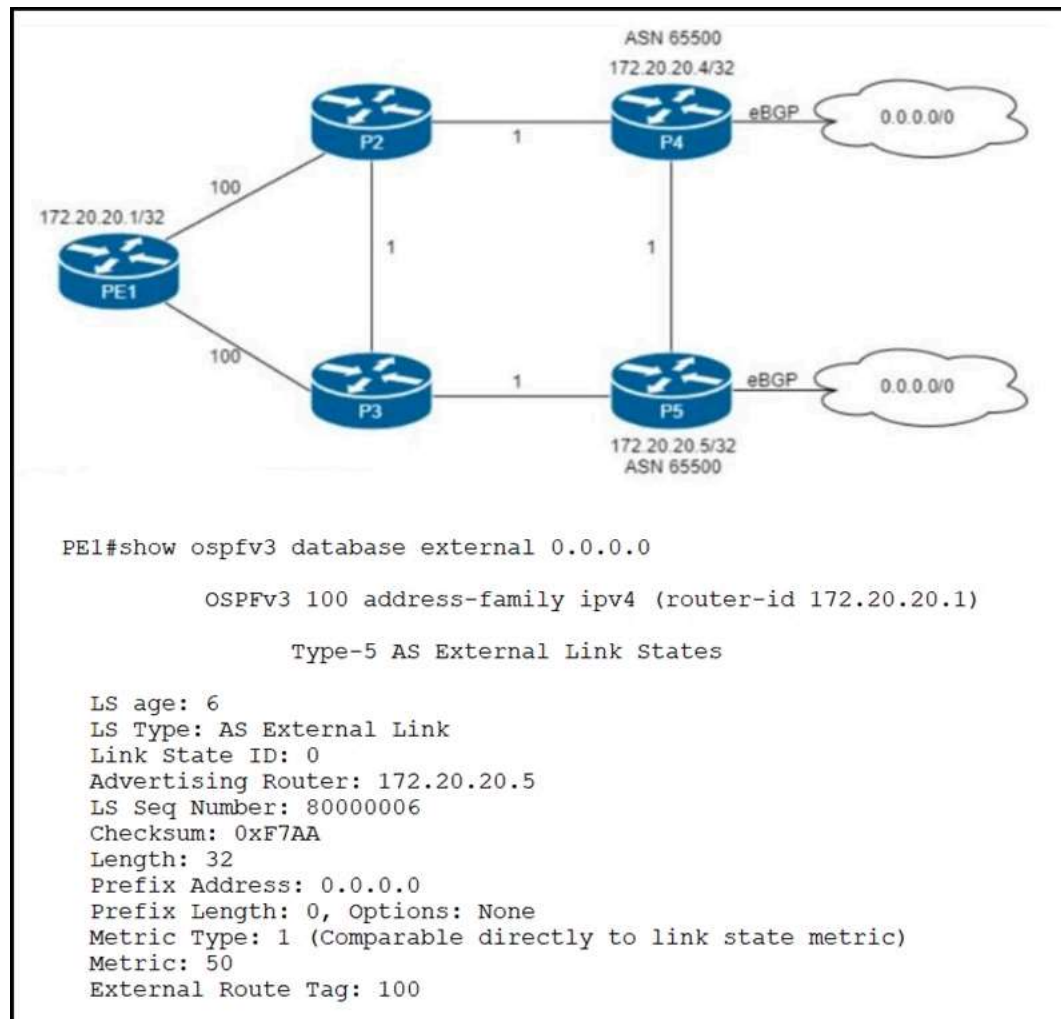 ASN 65500
172.20.20.4/32
P2
1
P4
eBGP
0.0.0.0/0
100
172.20.20.1/32
PE1
1
1
100
P3
1
P5
eBGP
0.0.0.0/0
172.20.20.5/32
ASN 65500
PE1#show ospfv3 database external 0.0.0.0
OSPFv3 100 address-family ipv4 (router-id 172.20.20.1)
Type-5 AS External Link States
LS age: 6
LS Type: AS External Link
Link State ID: 0
Advertising Router: 172.20.20.5
LS Seq Number: 80000006
Checksum: 0xF7AA
Length: 32
Prefix Address: 0.0.0.0
Prefix Length: 0, Options: None
Metric Type: 1 (Comparable directly to link state metric)
Metric: 50
External Route Tag: 100